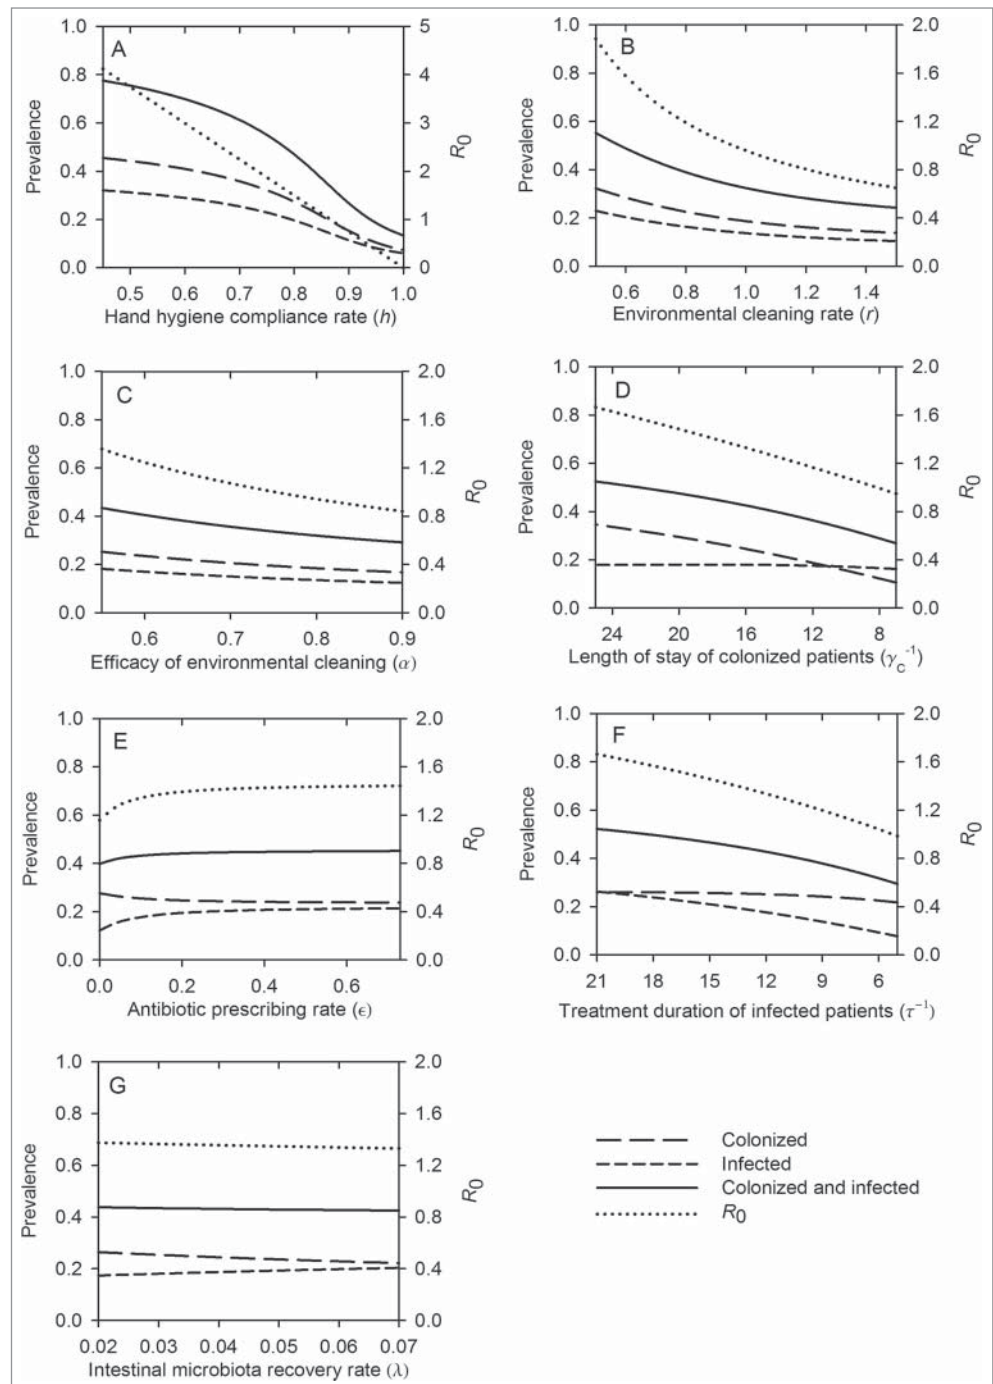 A
Prevalence
1.0
0.8
0.6
0.4
0.2
0.0
5
4
3
2
1
0
R0
0.5 0.6 0.7 0.8 0.9 1.0
Hand hygiene compliance rate (h)
B
Prevalence
1.0
0.8
0.6
0.4
0.2
0.0
2.0
1.6
1.2
0.8
0.4
0.0
R0
0.6 0.8 1.0 1.2 1.4
Environmental cleaning rate (r)
C
Prevalence
1.0
0.8
0.6
0.4
0.2
0.0
2.0
1.6
1.2
0.8
0.4
0.0
R0
0.6 0.7 0.8 0.9
Efficacy of environmental cleaning (α)
D
Prevalence
1.0
0.8
0.6
0.4
0.2
0.0
2.0
1.6
1.2
0.8
0.4
0.0
R0
24 20 16 12 8
Length of stay of colonized patients (γc⁻¹)
E
Prevalence
1.0
0.8
0.6
0.4
0.2
0.0
2.0
1.6
1.2
0.8
0.4
0.0
R0
0.0 0.2 0.4 0.6
Antibiotic prescribing rate (ϵ)
F
Prevalence
1.0
0.8
0.6
0.4
0.2
0.0
2.0
1.6
1.2
0.8
0.4
0.0
R0
21 18 15 12 9 6
Treatment duration of infected patients (τ⁻¹)
G
Prevalence
1.0
0.8
0.6
0.4
0.2
0.0
2.0
1.6
1.2
0.8
0.4
0.0
R0
0.02 0.03 0.04 0.05 0.06 0.07
Intestinal microbiota recovery rate (λ)
Colonized
Infected
Colonized and infected
R0